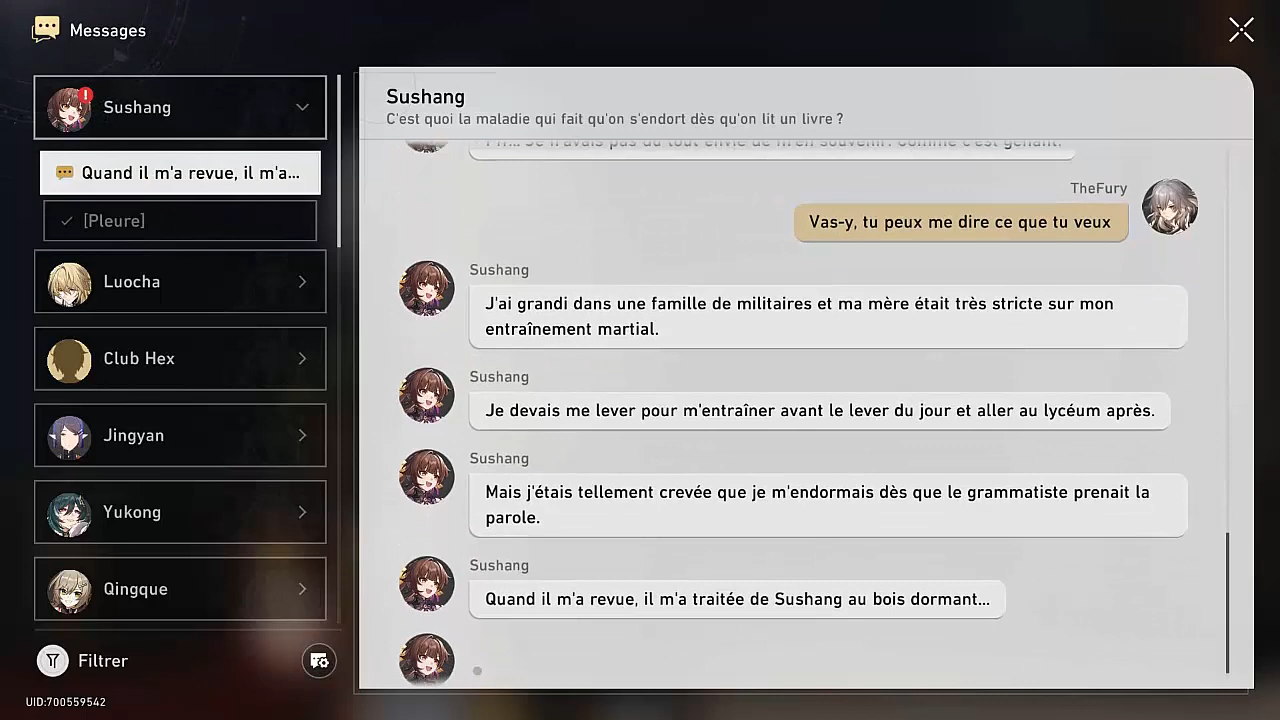 Messages
Sushang
Quand il m'a revue, il m'a...
[Pleure]
Luocha
Club Hex
Jingyan
Yukong
Qingque
Filtrer
UID:700559542
Sushang
C'est quoi la maladie qui fait qu'on s'endort dès qu'on lit un livre ?
TheFury
Vas-y, tu peux me dire ce que tu veux
Sushang
J'ai grandi dans une famille de militaires et ma mère était très stricte sur mon
entraînement martial.
Sushang
Je devais me lever pour m'entraîner avant le lever du jour et aller au lycéum après.
Sushang
Mais j'étais tellement crevée que je m'endormais dès que le grammatiste prenait la
parole.
Sushang
Quand il m'a revue, il m'a traitée de Sushang au bois dormant...